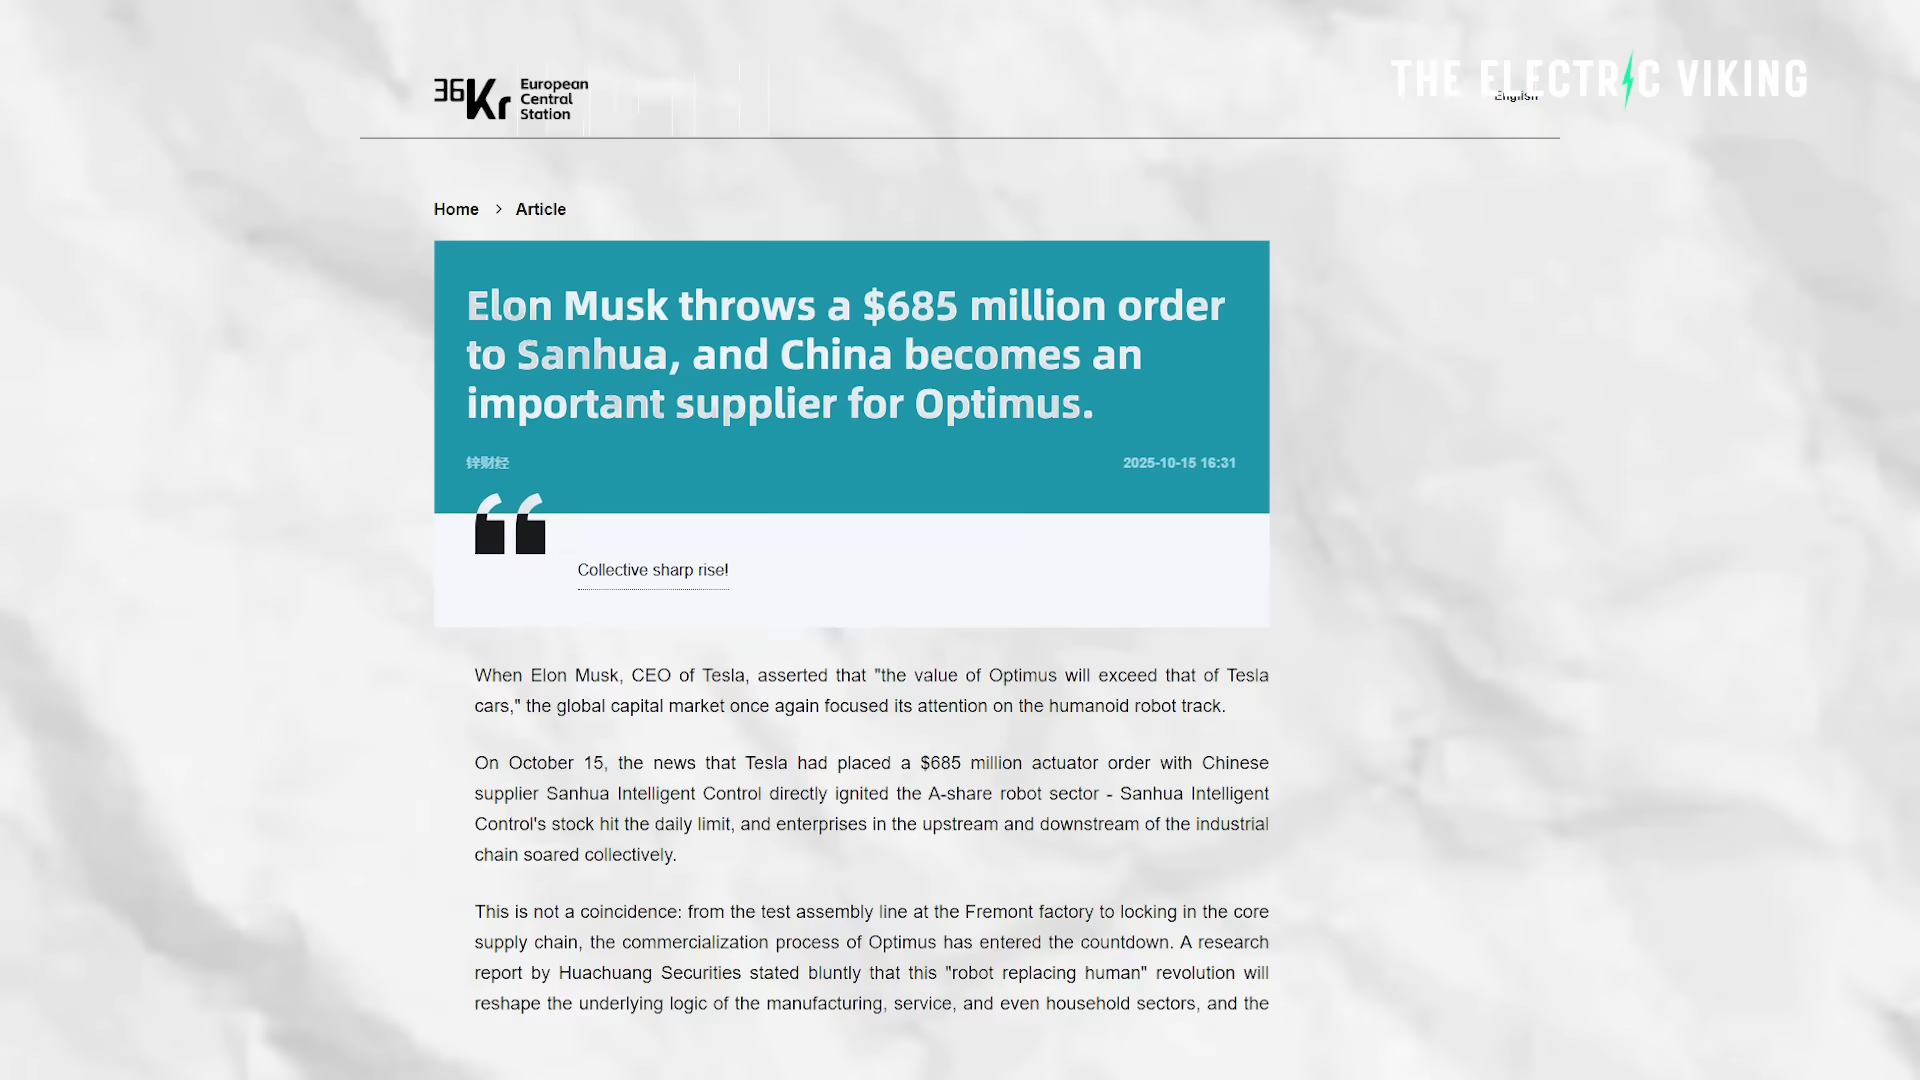 36Kr European Central Station
THE ELECTRIC VIKING
English
Home > Article
Elon Musk throws a $685 million order
to Sanhua, and China becomes an
important supplier for Optimus.
锌财经
2025-10-15 16:31
Collective sharp rise!
When Elon Musk, CEO of Tesla, asserted that "the value of Optimus will exceed that of Tesla
cars," the global capital market once again focused its attention on the humanoid robot track.
On October 15, the news that Tesla had placed a $685 million actuator order with Chinese
supplier Sanhua Intelligent Control directly ignited the A-share robot sector - Sanhua Intelligent
Control's stock hit the daily limit, and enterprises in the upstream and downstream of the industrial
chain soared collectively.
This is not a coincidence: from the test assembly line at the Fremont factory to locking in the core
supply chain, the commercialization process of Optimus has entered the countdown. A research
report by Huachuang Securities stated bluntly that this "robot replacing human" revolution will
reshape the underlying logic of the manufacturing, service, and even household sectors, and the